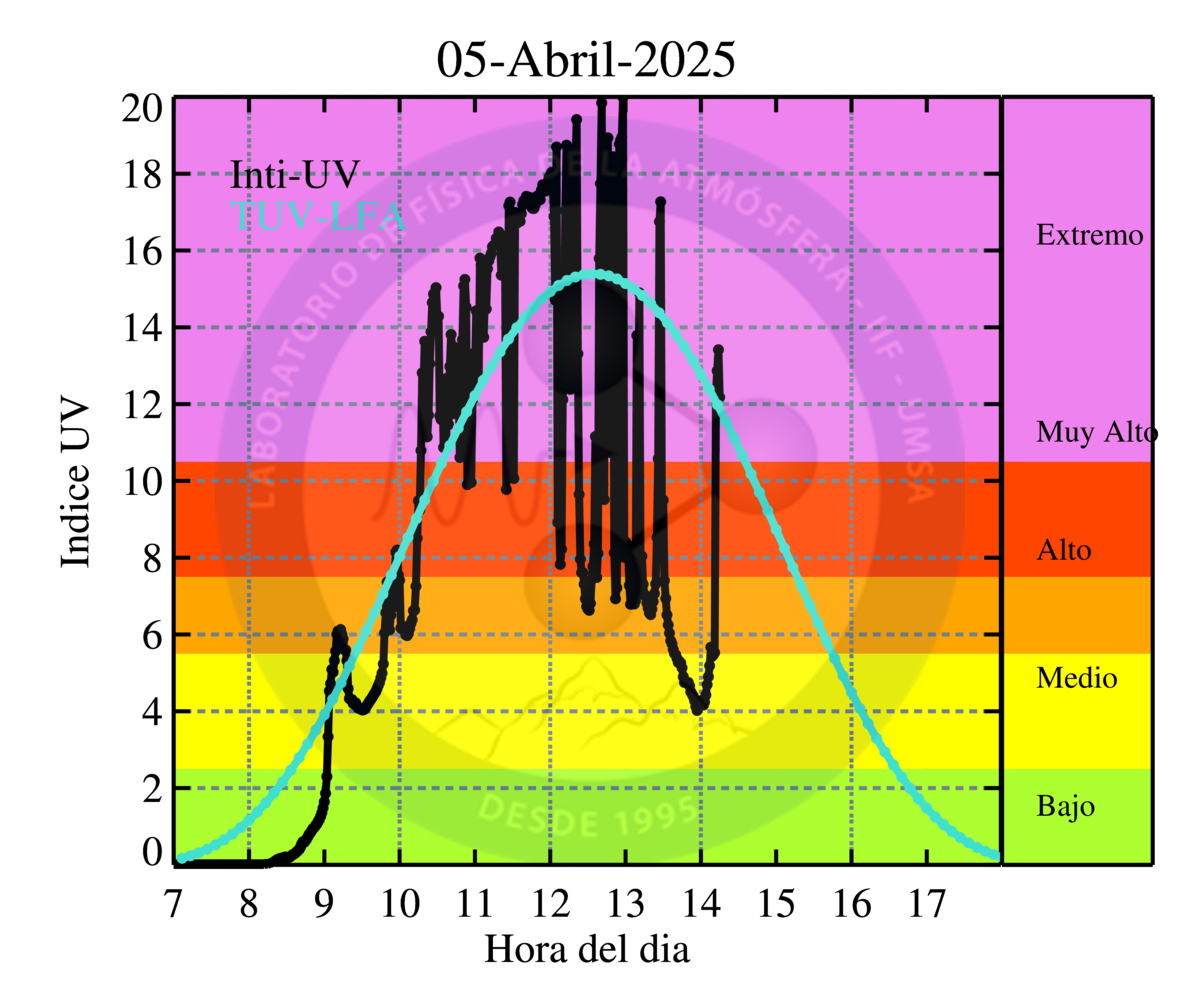 05-Abril-2025
20
18
16
14
12
10
8
6
4
2
0
Indice UV
Inti-UV
TUV-LFA
LABORATORIO DE FÍSICA DE LA ATMÓSFERA - IIF - UMSA
DESDE 1995
Extremo
Muy Alto
Alto
Medio
Bajo
7 8 9 10 11 12 13 14 15 16 17
Hora del dia